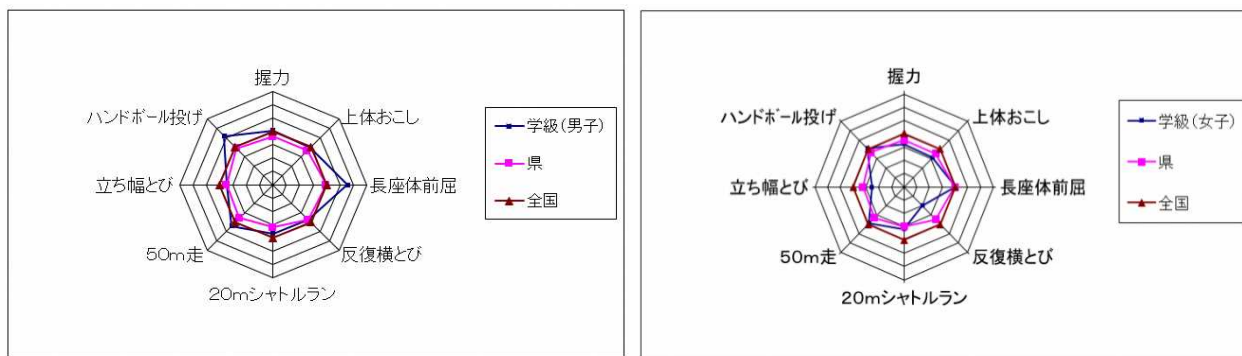 握力
ハンドボール投げ
上体おこし
立ち幅とび
長座体前屈
50m走
反復横とび
20mシャトルラン
学級(男子)
県
全国
握力
ハンドボール投げ
上体おこし
立ち幅とび
長座体前屈
50m走
反復横とび
20mシャトルラン
学級(女子)
県
全国